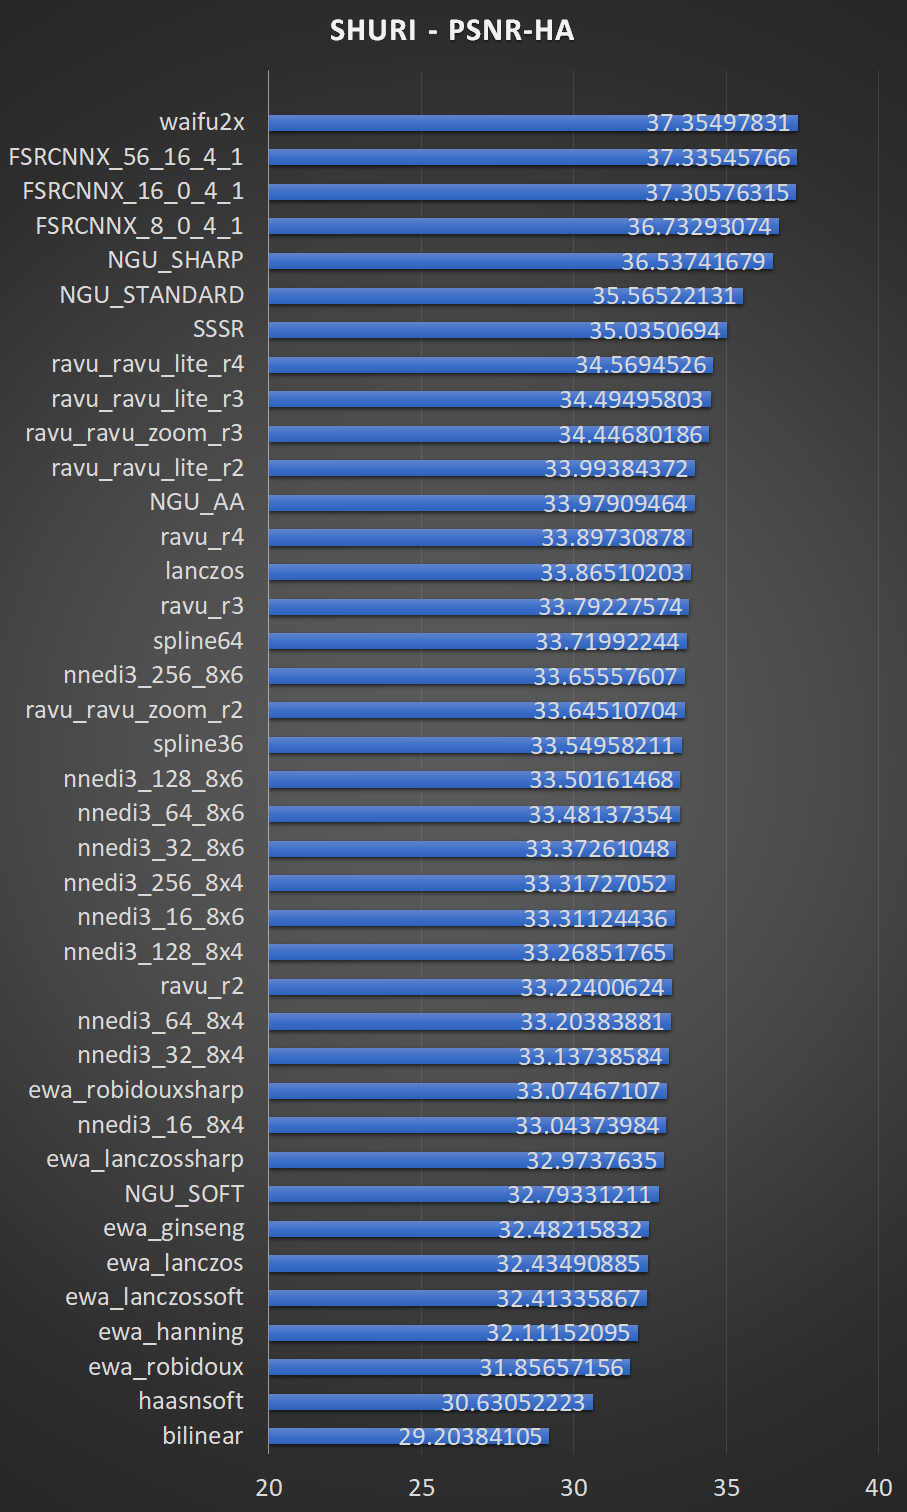 SHURI - PSNR-HA
waifu2x 37.35497831
FSRCNNX_56_16_4_1 37.33545766
FSRCNNX_16_0_4_1 37.30576315
FSRCNNX_8_0_4_1 36.73293074
NGU_SHARP 36.53741679
NGU_STANDARD 35.56522131
SSSR 35.0350694
ravu_ravu_lite_r4 34.5694526
ravu_ravu_lite_r3 34.49495803
ravu_ravu_zoom_r3 34.44680186
ravu_ravu_lite_r2 33.99384372
NGU_AA 33.97909464
ravu_r4 33.89730878
lanczos 33.86510203
ravu_r3 33.79227574
spline64 33.71992244
nnedi3_256_8x6 33.65557607
ravu_ravu_zoom_r2 33.64510704
spline36 33.54958211
nnedi3_128_8x6 33.50161468
nnedi3_64_8x6 33.48137354
nnedi3_32_8x6 33.37261048
nnedi3_256_8x4 33.31727052
nnedi3_16_8x6 33.31124436
nnedi3_128_8x4 33.26851765
ravu_r2 33.22400624
nnedi3_64_8x4 33.20383881
nnedi3_32_8x4 33.13738584
ewa_robidouxsharp 33.07467107
nnedi3_16_8x4 33.04373984
ewa_lanczossharp 32.9737635
NGU_SOFT 32.79331211
ewa_ginseng 32.48215832
ewa_lanczos 32.43490885
ewa_lanczossoft 32.41335867
ewa_hanning 32.11152095
ewa_robidoux 31.85657156
haasnsoft 30.63052223
bilinear 29.20384105
20 25 30 35 40